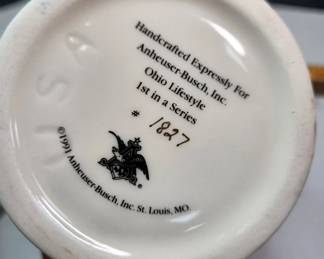 Handcrafted Expressly For
Anheuser-Busch, Inc.
Ohio Lifestyle
1st in a Series
# 1827
USA
®
©1991 Anheuser-Busch, Inc. St. Louis, MO.